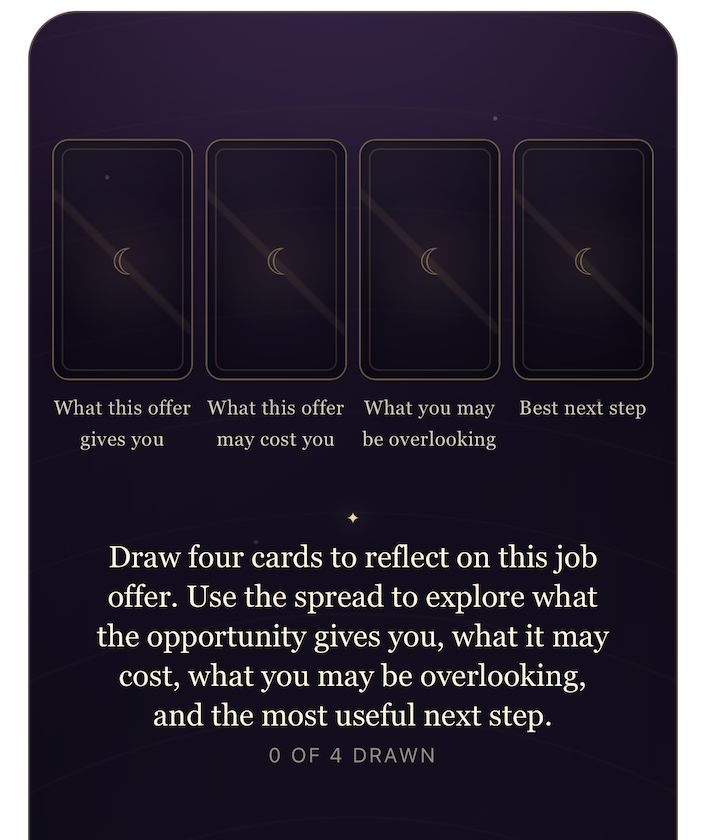 What this offer
gives you
What this offer
may cost you
What you may
be overlooking
Best next step
Draw four cards to reflect on this job
offer. Use the spread to explore what
the opportunity gives you, what it may
cost, what you may be overlooking,
and the most useful next step.
0 OF 4 DRAWN